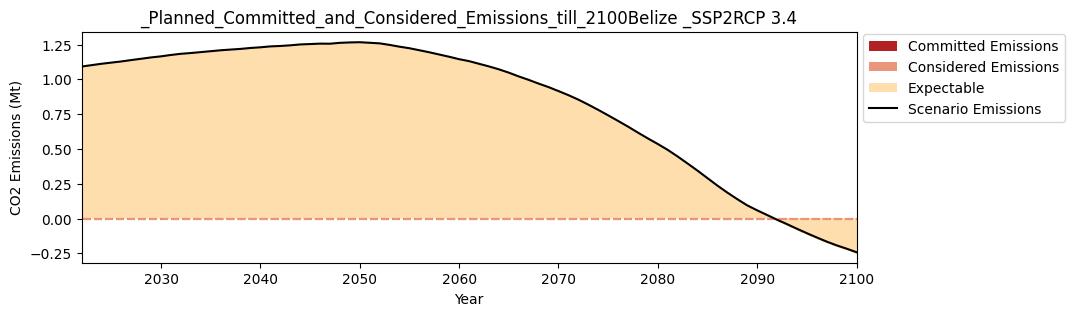 _Planned_Committed_and_Considered_Emissions_till_2100Belize _SSP2RCP 3.4
CO2 Emissions (Mt)
1.25
1.00
0.75
0.50
0.25
0.00
−0.25
2030
2040
2050
2060
2070
2080
2090
2100
Year
Committed Emissions
Considered Emissions
Expectable
Scenario Emissions